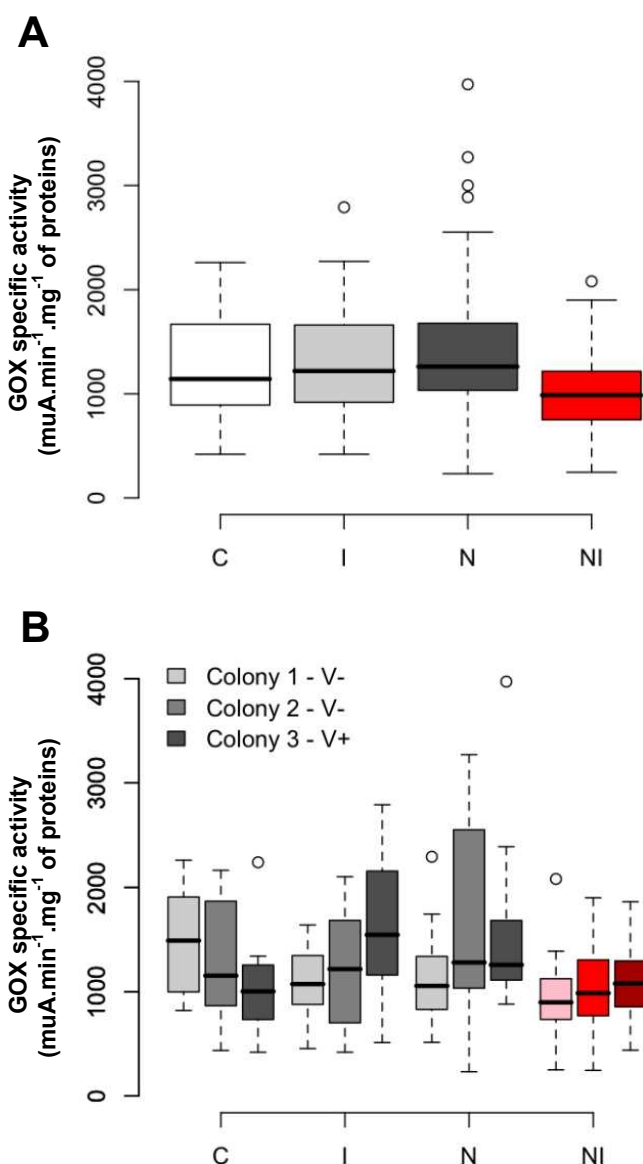 A
GOX specific activity
(muA.min⁻¹.mg⁻¹ of proteins)
4000
3000
2000
1000
0
C I N NI
B
GOX specific activity
(muA.min⁻¹.mg⁻¹ of proteins)
4000
3000
2000
1000
0
Colony 1 - V-
Colony 2 - V-
Colony 3 - V+
C I N NI